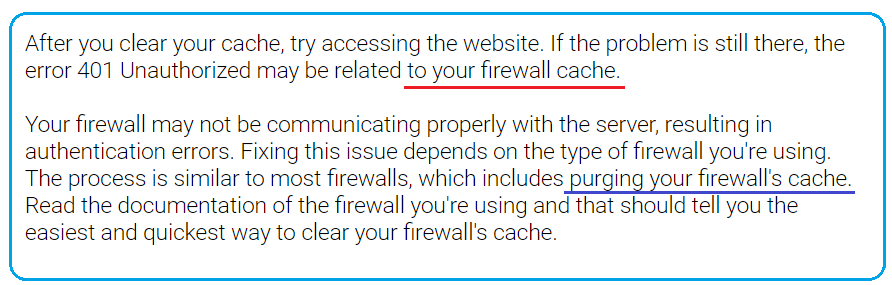 After you clear your cache, try accessing the website. If the problem is still there, the
error 401 Unauthorized may be related to your firewall cache.
Your firewall may not be communicating properly with the server, resulting in
authentication errors. Fixing this issue depends on the type of firewall you're using.
The process is similar to most firewalls, which includes purging your firewall's cache.
Read the documentation of the firewall you're using and that should tell you the
easiest and quickest way to clear your firewall's cache.